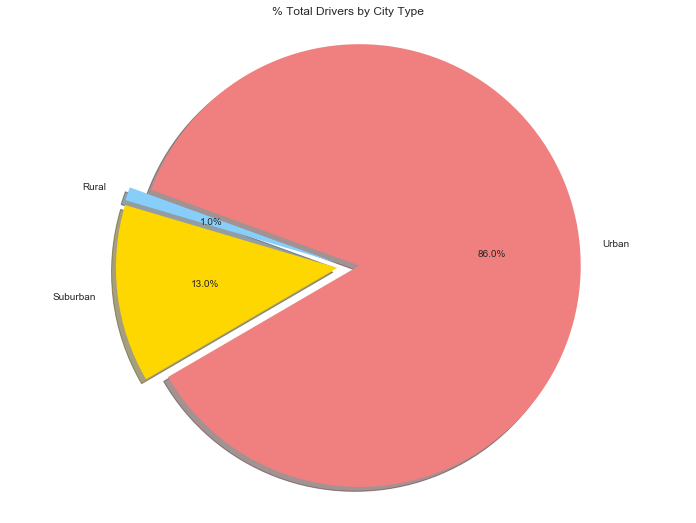 % Total Drivers by City Type
Rural
1.0%
Urban
86.0%
13.0%
Suburban